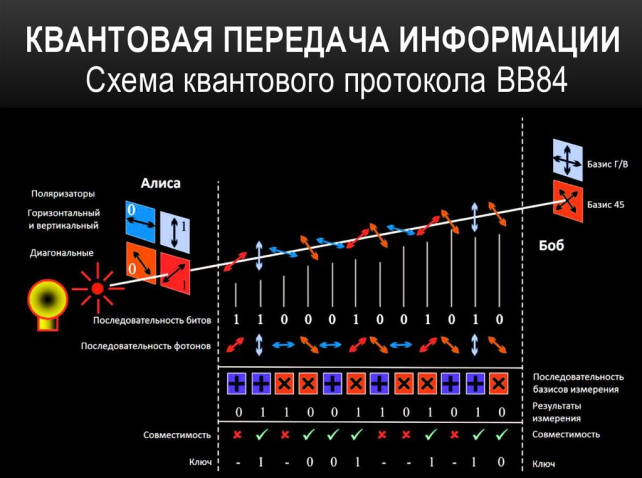 КВАНТОВАЯ ПЕРЕДАЧА ИНФОРМАЦИИ
Схема квантового протокола BB84
Алиса
Поляризаторы
Горизонтальный
и вертикальный
Диагональные
0
1
0
1
Базис Г/В
Базис 45
Боб
Последовательность битов 1 1 0 0 0 1 0 0 1 0 1 0
Последовательность фотонов
Последовательность
базисов измерения
0 1 1 0 0 1 1 1 0 1 1 0 Результаты
измерения
Совместимость ✗ ✓ ✗ ✓ ✓ ✓ ✗ ✗ ✓ ✗ ✓ ✓ Совместимость
Ключ - 1 - 0 0 1 - - 1 - 1 0 Ключ